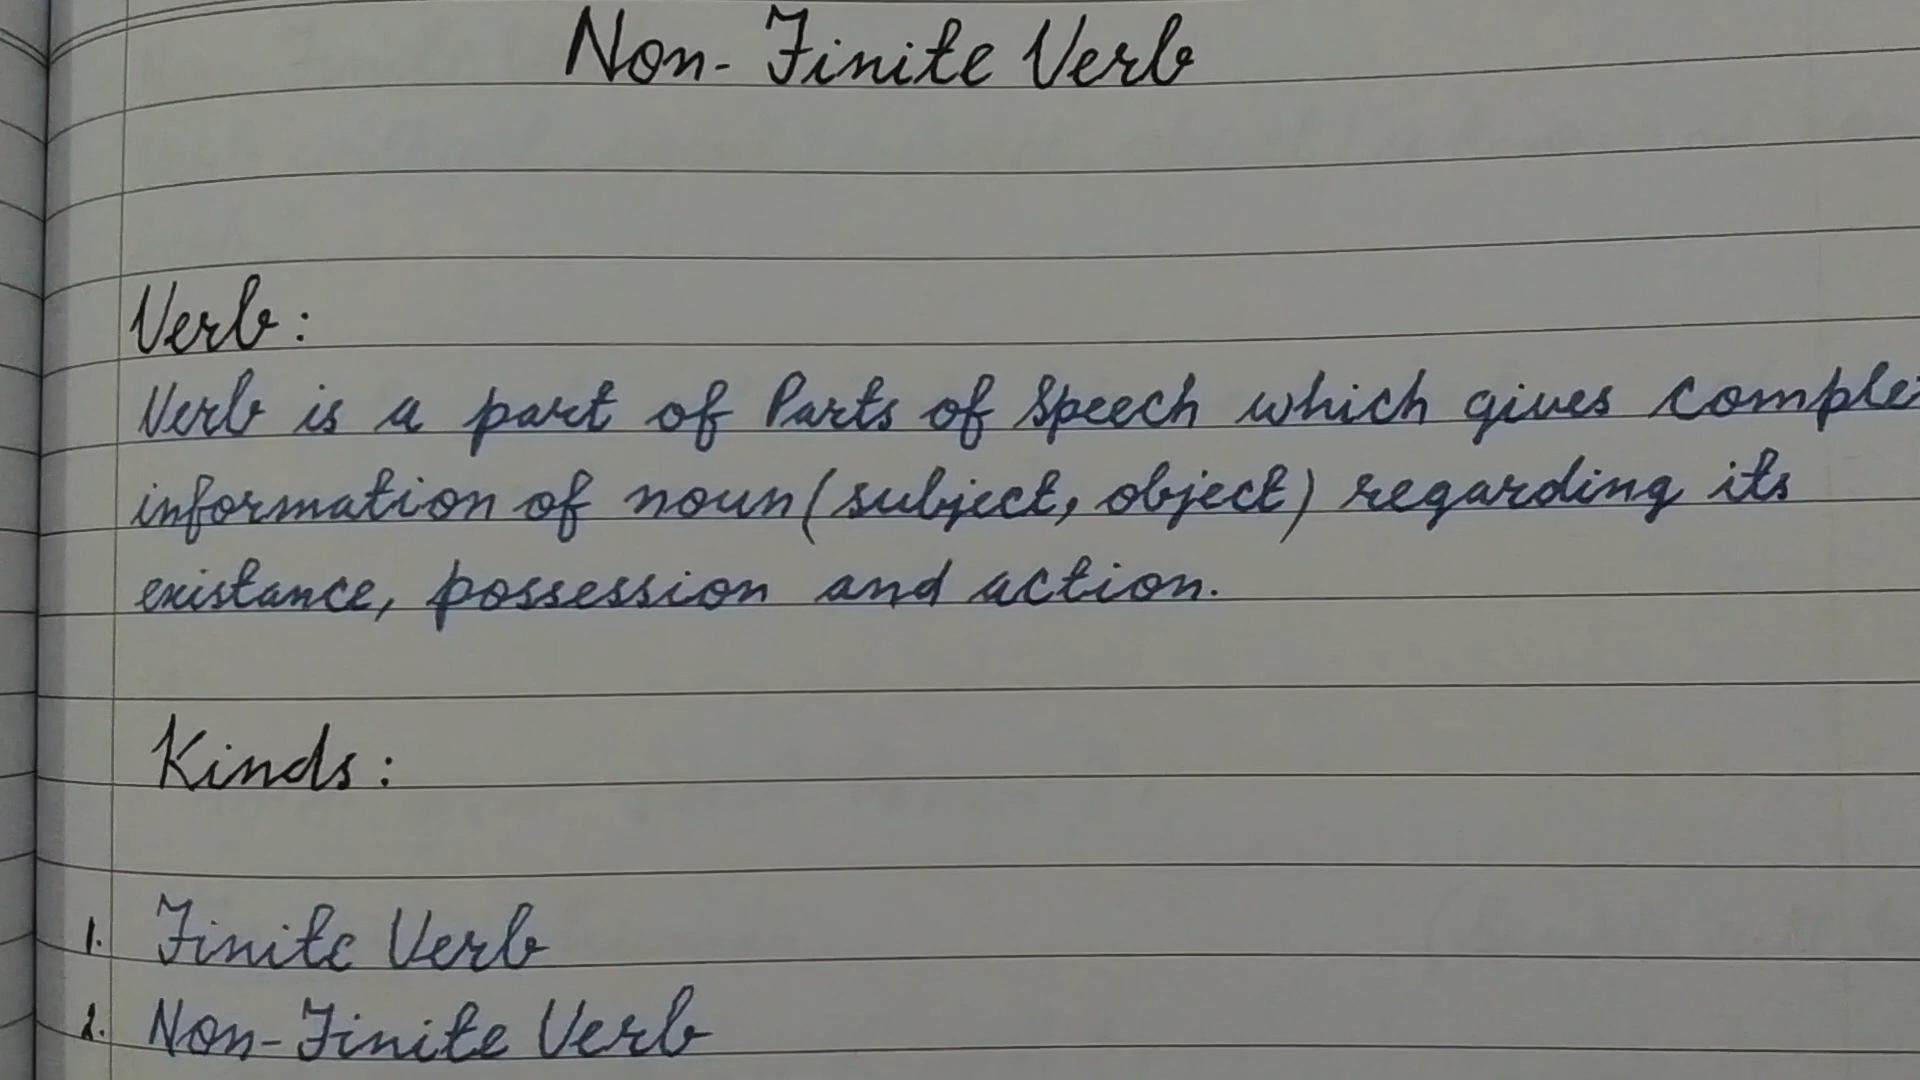 Non-Finite Verb
Verb:
Verb is a part of Parts of Speech which gives comple
information of noun (subject, object) regarding its
existance, possession and action.
Kinds:
1. Finite Verb
2. Non-Finite Verb